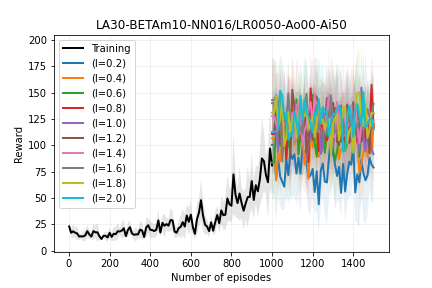 LA30-BETAm10-NN016/LR0050-Ao00-Ai50
200
175
150
125
100
75
50
25
0
Reward
Training
(l=0.2)
(l=0.4)
(l=0.6)
(l=0.8)
(l=1.0)
(l=1.2)
(l=1.4)
(l=1.6)
(l=1.8)
(l=2.0)
0 200 400 600 800 1000 1200 1400
Number of episodes